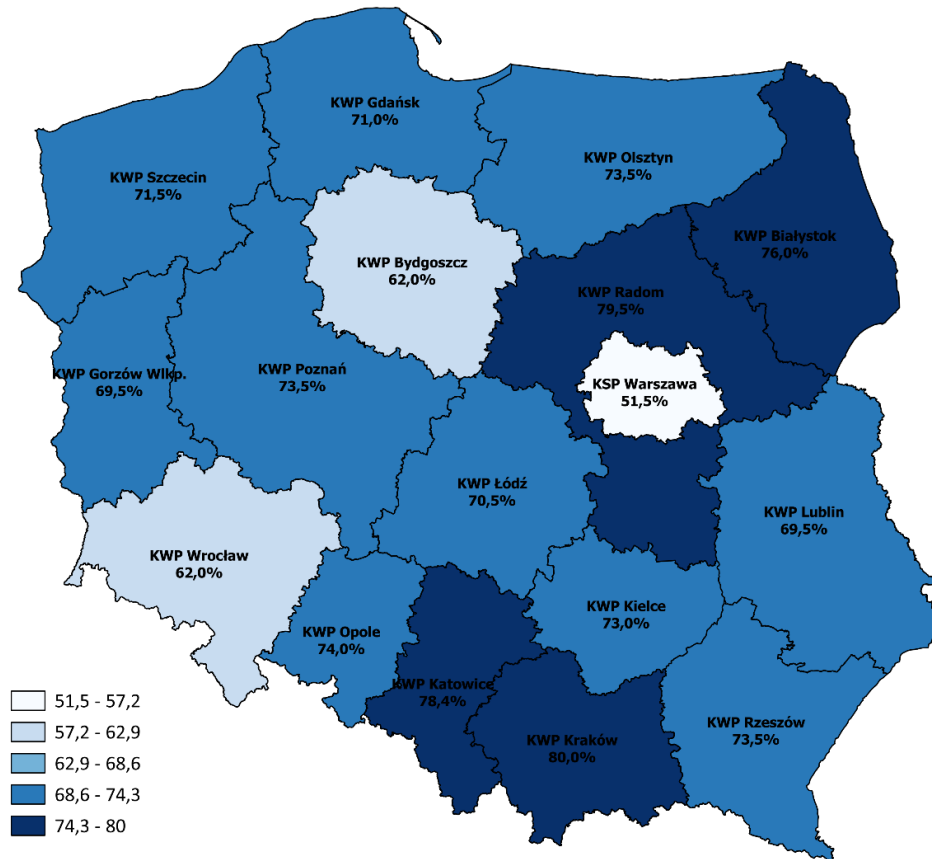 KWP Gdańsk
71,0%
KWP Olsztyn
73,5%
KWP Szczecin
71,5%
KWP Białystok
76,0%
KWP Bydgoszcz
62,0%
KWP Radom
79,5%
KWP Gorzów Wlkp.
69,5%
KWP Poznań
73,5%
KSP Warszawa
51,5%
KWP Łódź
70,5%
KWP Lublin
69,5%
KWP Wrocław
62,0%
KWP Kielce
73,0%
KWP Opole
74,0%
KWP Katowice
78,4%
KWP Rzeszów
73,5%
KWP Kraków
80,0%
51,5 - 57,2
57,2 - 62,9
62,9 - 68,6
68,6 - 74,3
74,3 - 80